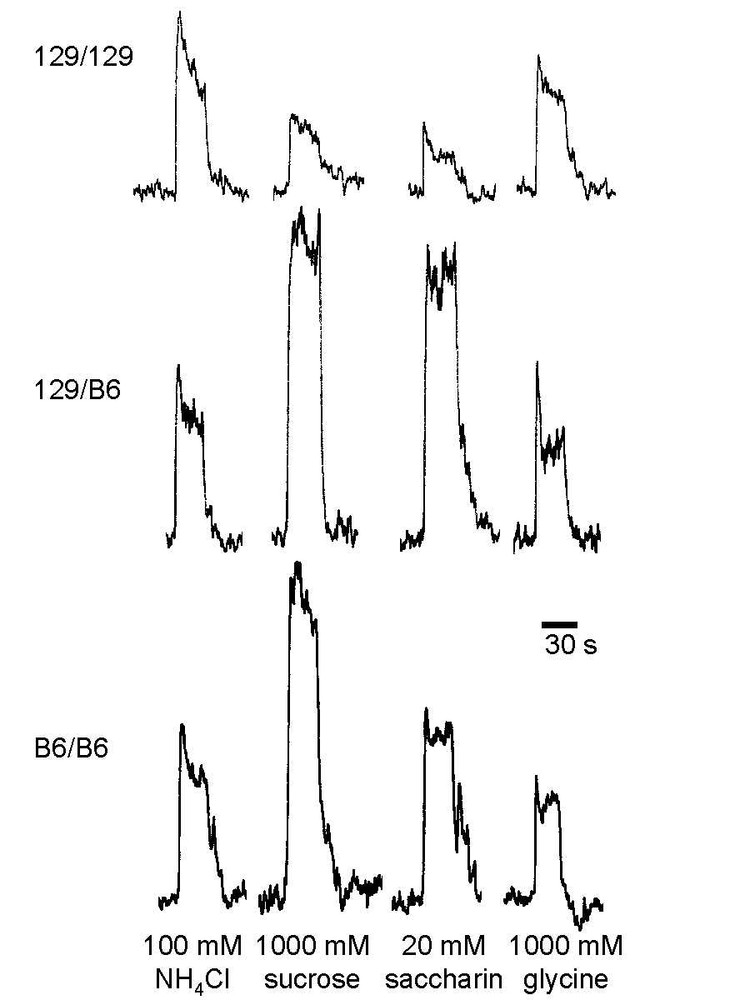 129/129
129/B6
30 s
B6/B6
100 mM 1000 mM 20 mM 1000 mM
NH₄Cl sucrose saccharin glycine